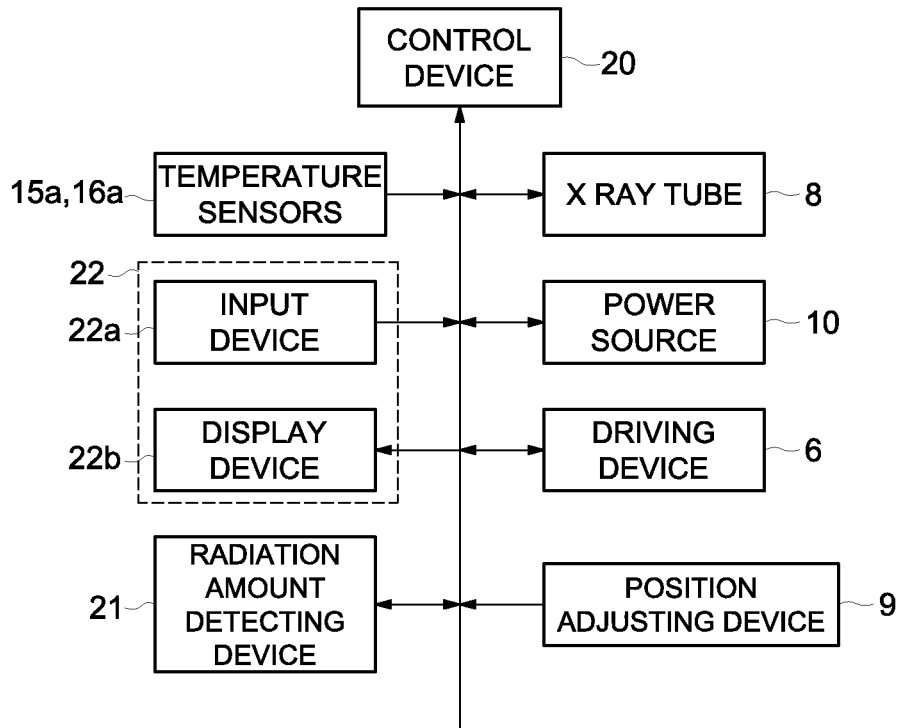 CONTROL
DEVICE
20
TEMPERATURE
SENSORS
15a,16a
X RAY TUBE
8
22
INPUT
DEVICE
22a
POWER
SOURCE
10
DISPLAY
DEVICE
22b
DRIVING
DEVICE
6
RADIATION
AMOUNT
DETECTING
DEVICE
21
POSITION
ADJUSTING DEVICE
9